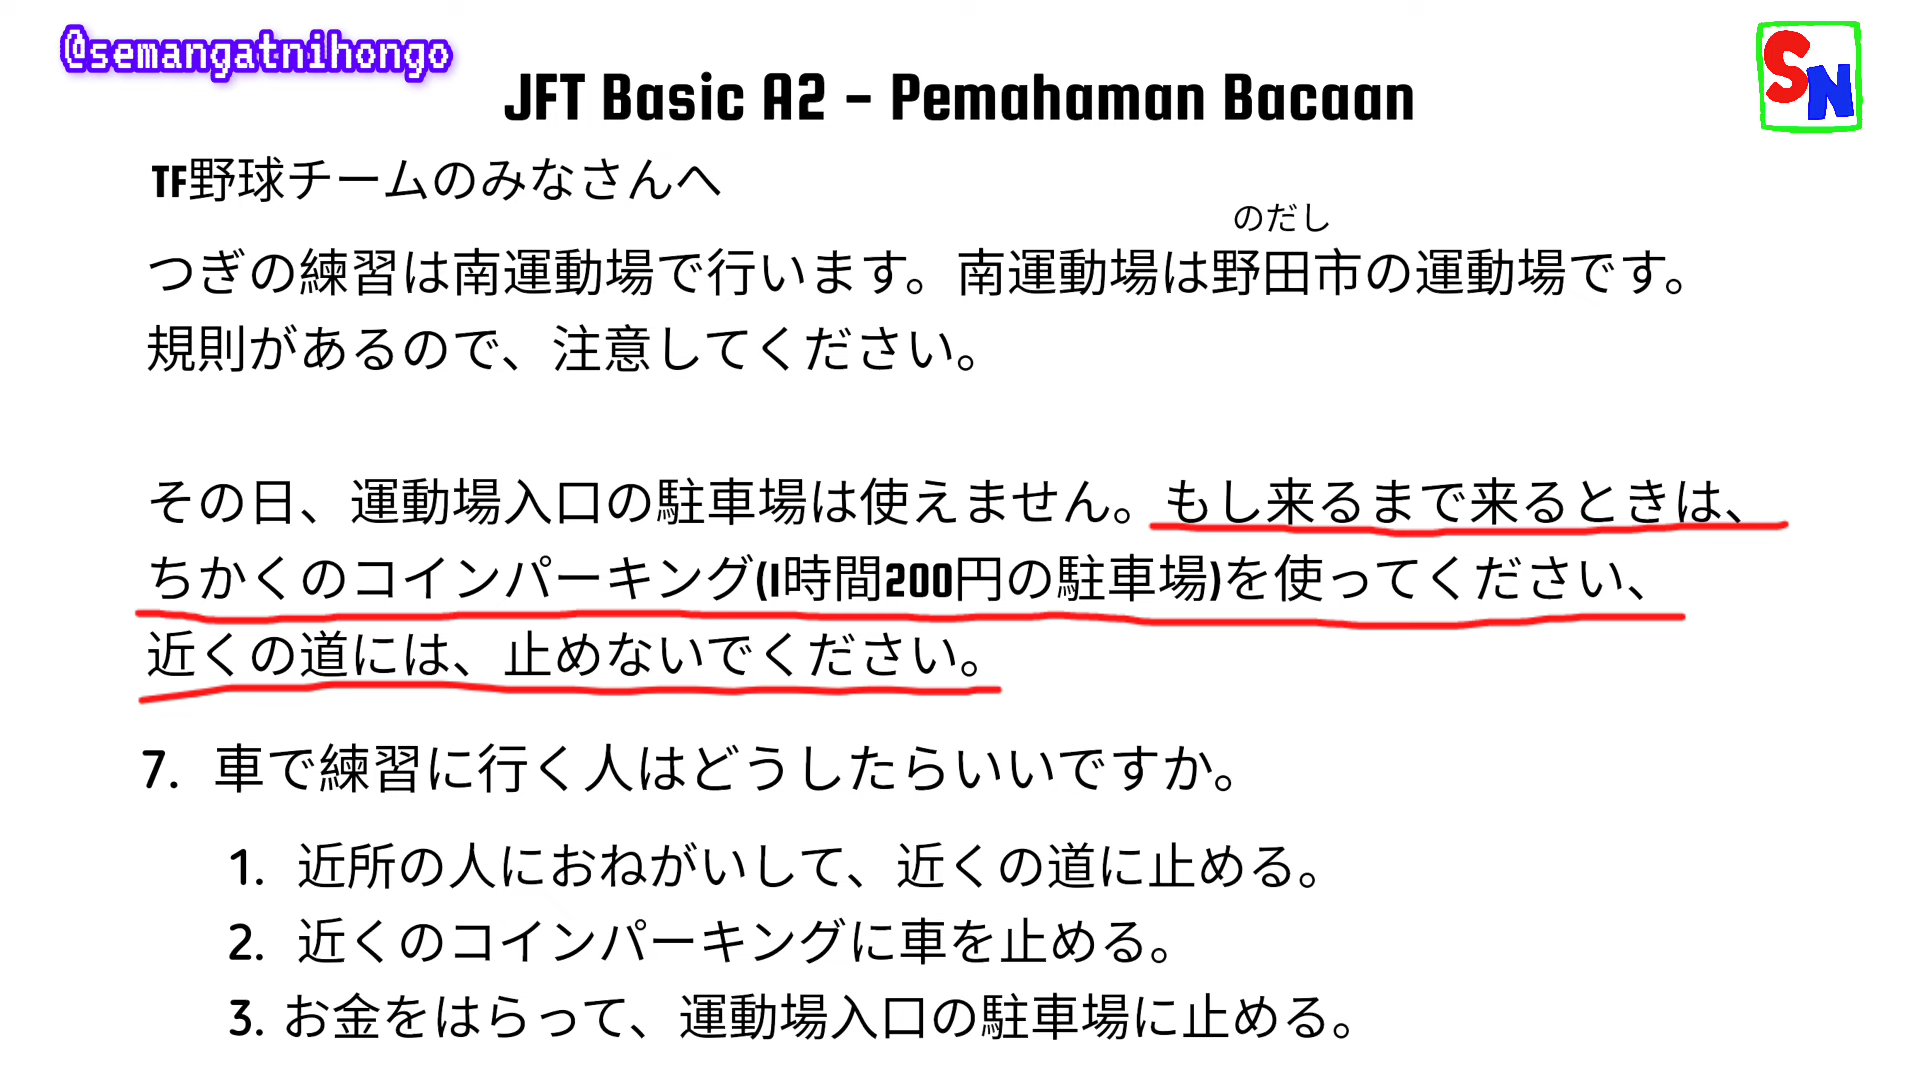 @semangatnihongo
SN
JFT Basic A2 - Pemahaman Bacaan
TF野球チームのみなさんへ
のだし
つぎの練習は南運動場で行います。南運動場は野田市の運動場です。
規則があるので、注意してください。
その日、運動場入口の駐車場は使えません。もし来るまで来るときは、
ちかくのコインパーキング(1時間200円の駐車場)を使ってください、
近くの道には、止めないでください。
7. 車で練習に行く人はどうしたらいいですか。
1. 近所の人におねがいして、近くの道に止める。
2. 近くのコインパーキングに車を止める。
3. お金をはらって、運動場入口の駐車場に止める。